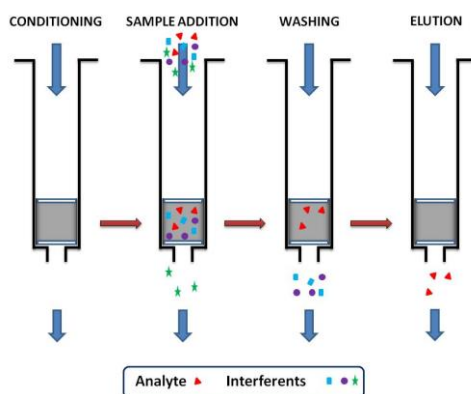 CONDITIONING SAMPLE ADDITION WASHING ELUTION
Analyte Interferents